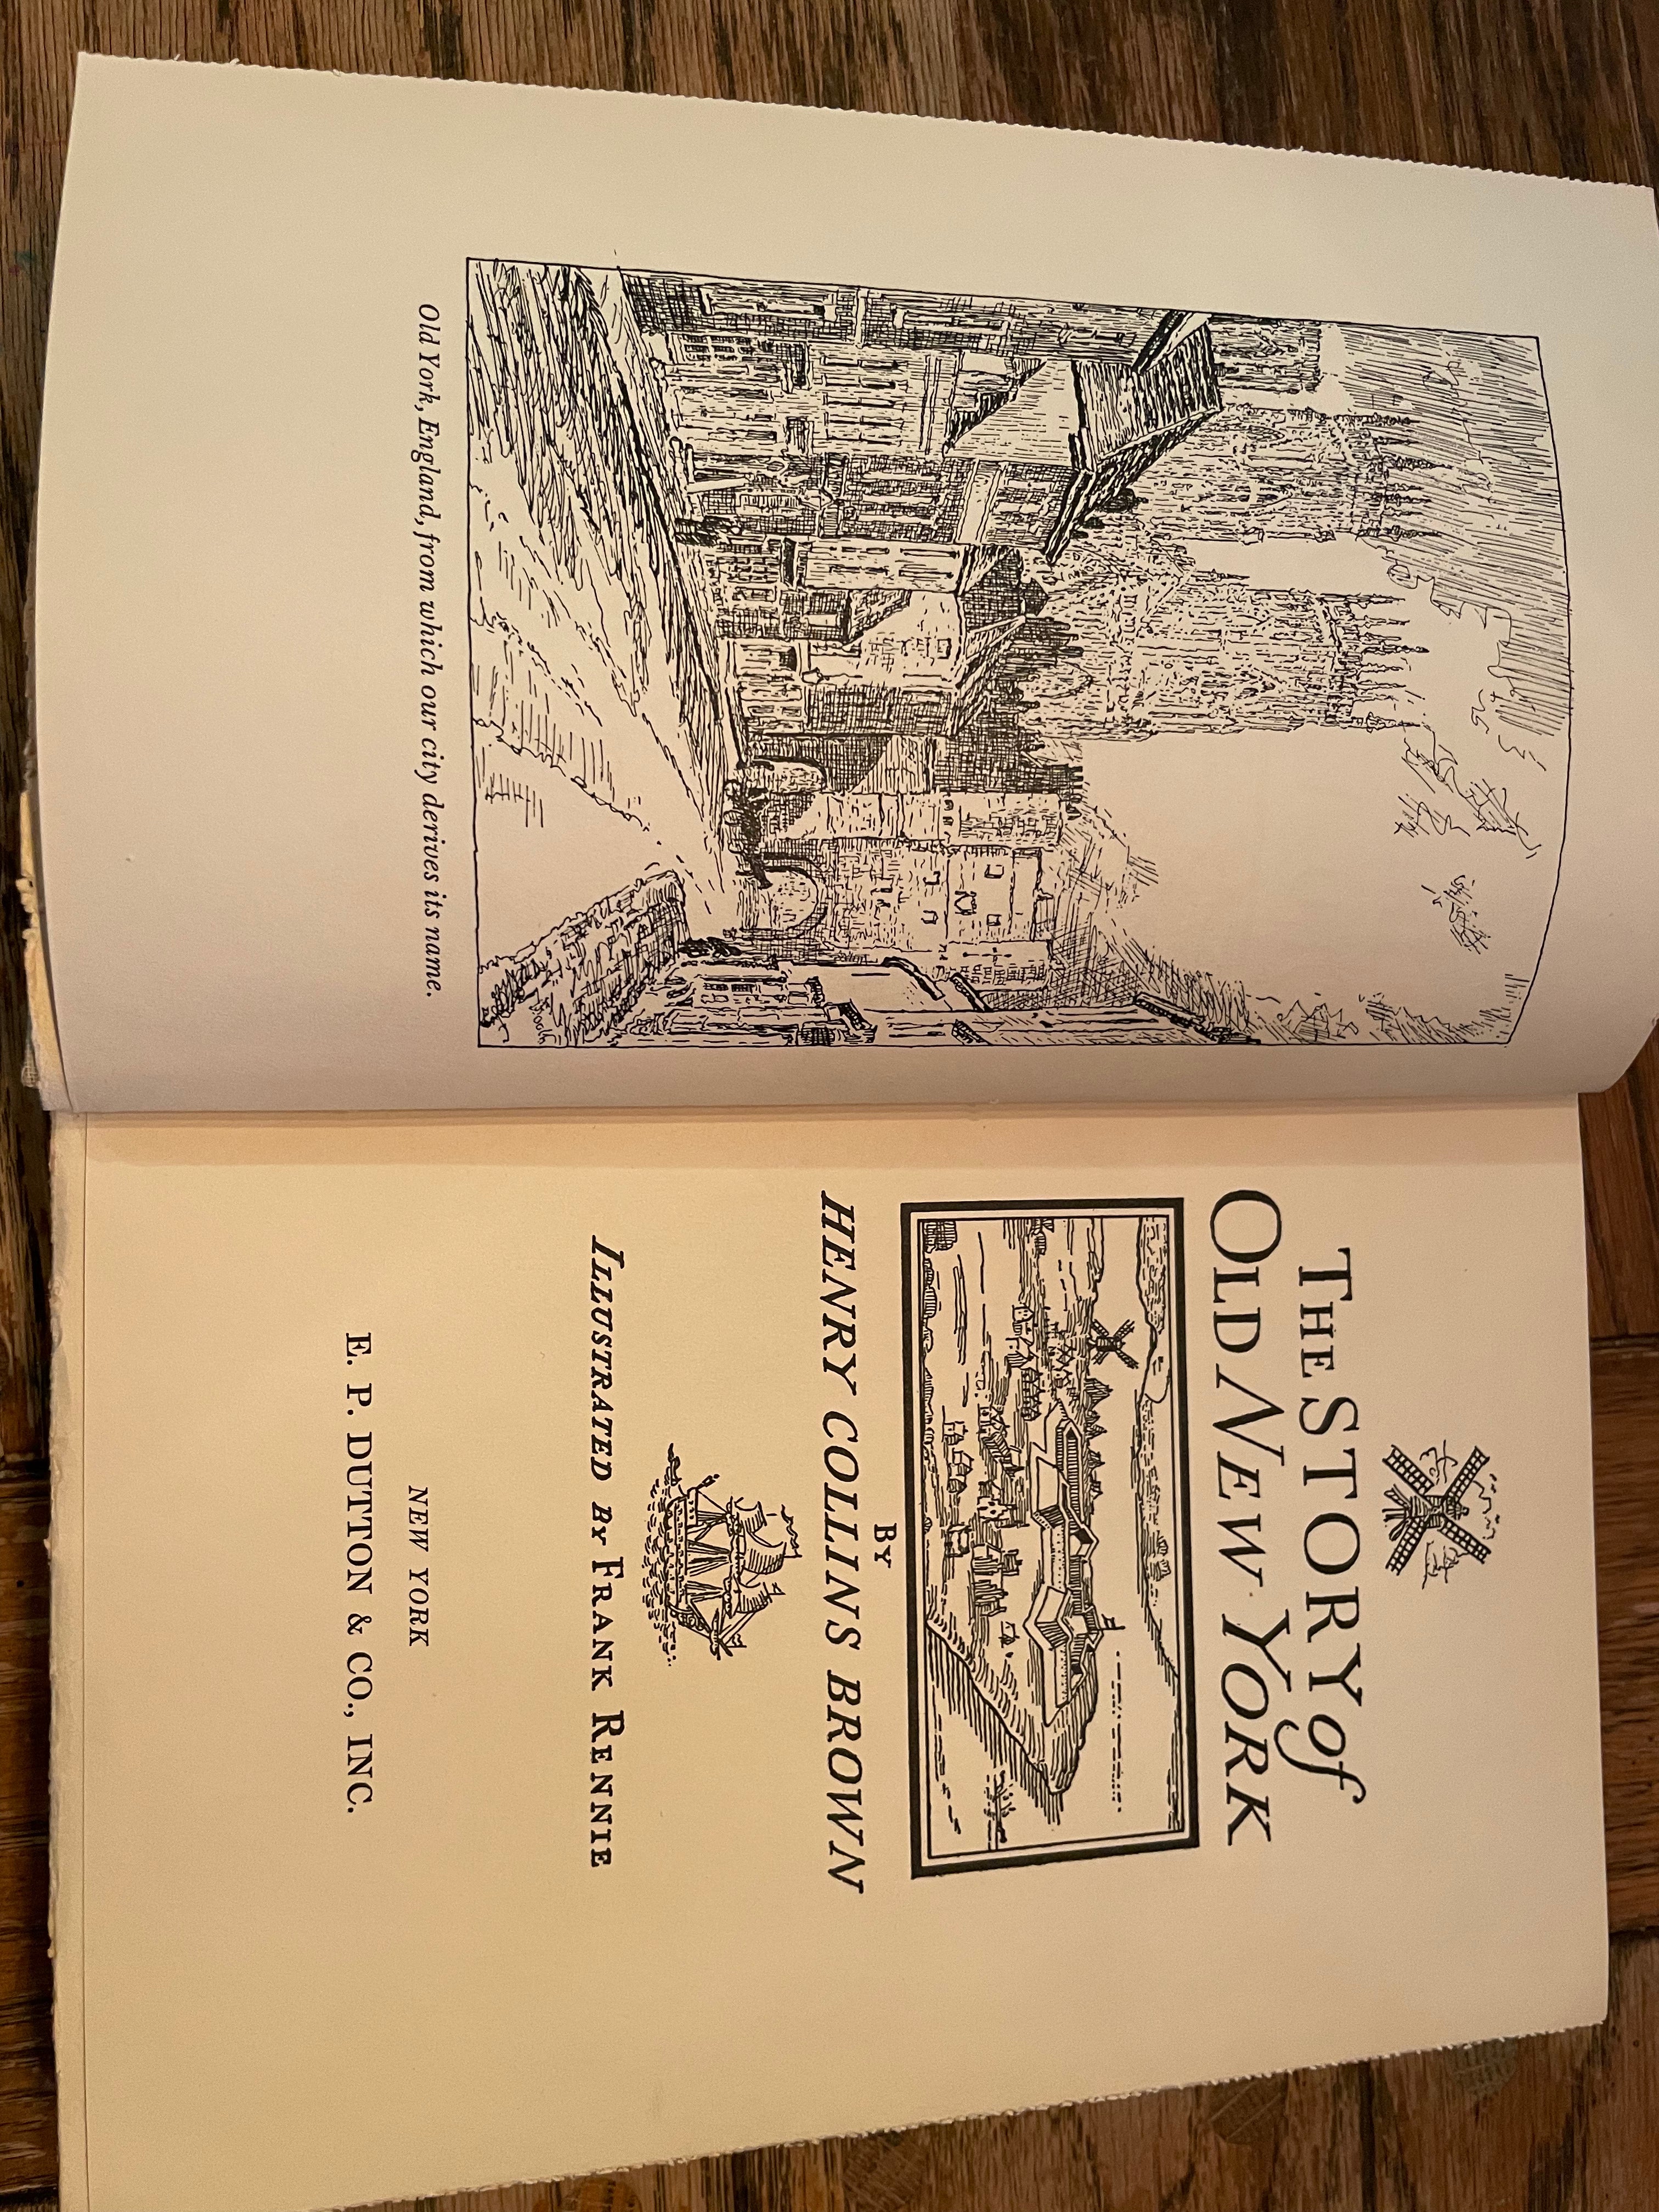 Old York, England, from which our city derives its name.
THE STORY of
OLD NEW YORK
BY
HENRY COLLINS BROWN
ILLUSTRATED BY FRANK RENNIE
NEW YORK
E. P. DUTTON & CO., INC.